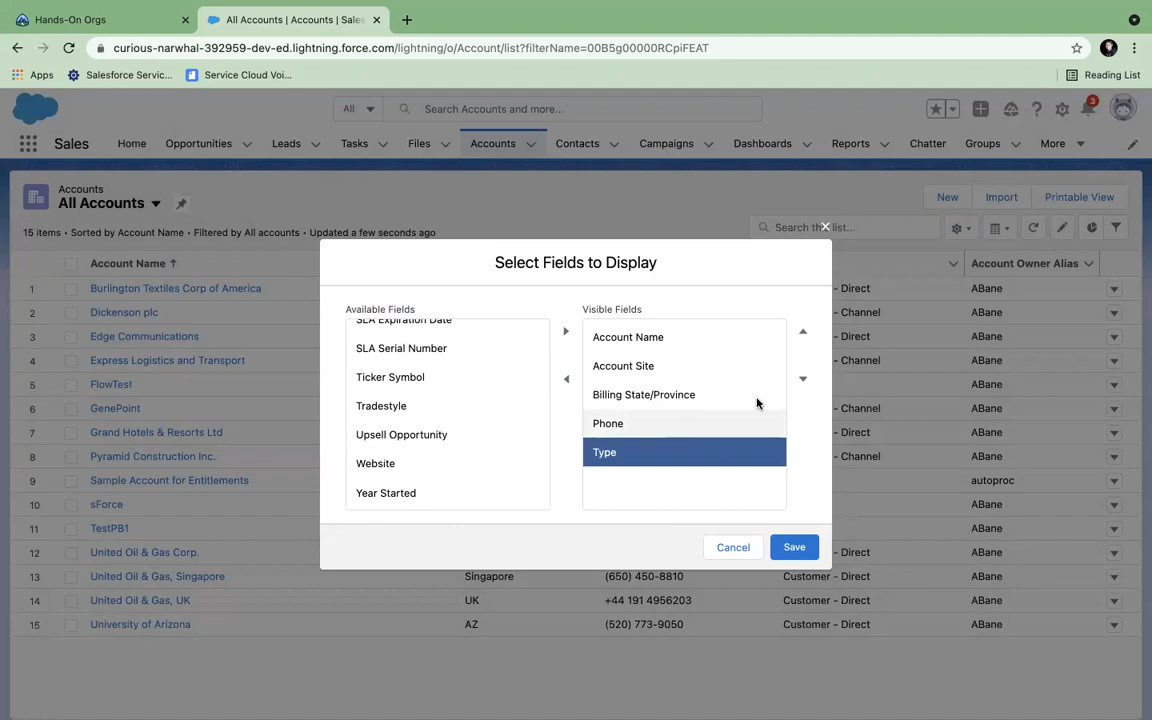 Hands-On Orgs
All Accounts | Accounts | Sales
curious-narwhal-392959-dev-ed.lightning.force.com/lightning/o/Account/list?filterName=00B5g00000RCpiFEAT
Apps Salesforce Servic... Service Cloud Voi... Reading List
All Search Accounts and more... 3
Sales Home Opportunities Leads Tasks Files Accounts Contacts Campaigns Dashboards Reports Chatter Groups More
Accounts
All Accounts New Import Printable View
15 items • Sorted by Account Name • Filtered by All accounts • Updated a few seconds ago Search list...
Account Name Account Owner Alias
1 Burlington Textiles Corp of America - Direct ABane
2 Dickenson plc - Channel ABane
3 Edge Communications - Direct ABane
4 Express Logistics and Transport - Channel ABane
5 FlowTest ABane
6 GenePoint - Channel ABane
7 Grand Hotels & Resorts Ltd - Direct ABane
8 Pyramid Construction Inc. - Channel ABane
9 Sample Account for Entitlements autoproc
10 sForce ABane
11 TestPB1 ABane
12 United Oil & Gas Corp. - Direct ABane
13 United Oil & Gas, Singapore Singapore (650) 450-8810 Customer - Direct ABane
14 United Oil & Gas, UK UK +44 191 4956203 Customer - Direct ABane
15 University of Arizona AZ (520) 773-9050 Customer - Direct ABane
Select Fields to Display
Available Fields
SLA Expiration Date
SLA Serial Number
Ticker Symbol
Tradestyle
Upsell Opportunity
Website
Year Started
Visible Fields
Account Name
Account Site
Billing State/Province
Phone
Type
Cancel Save